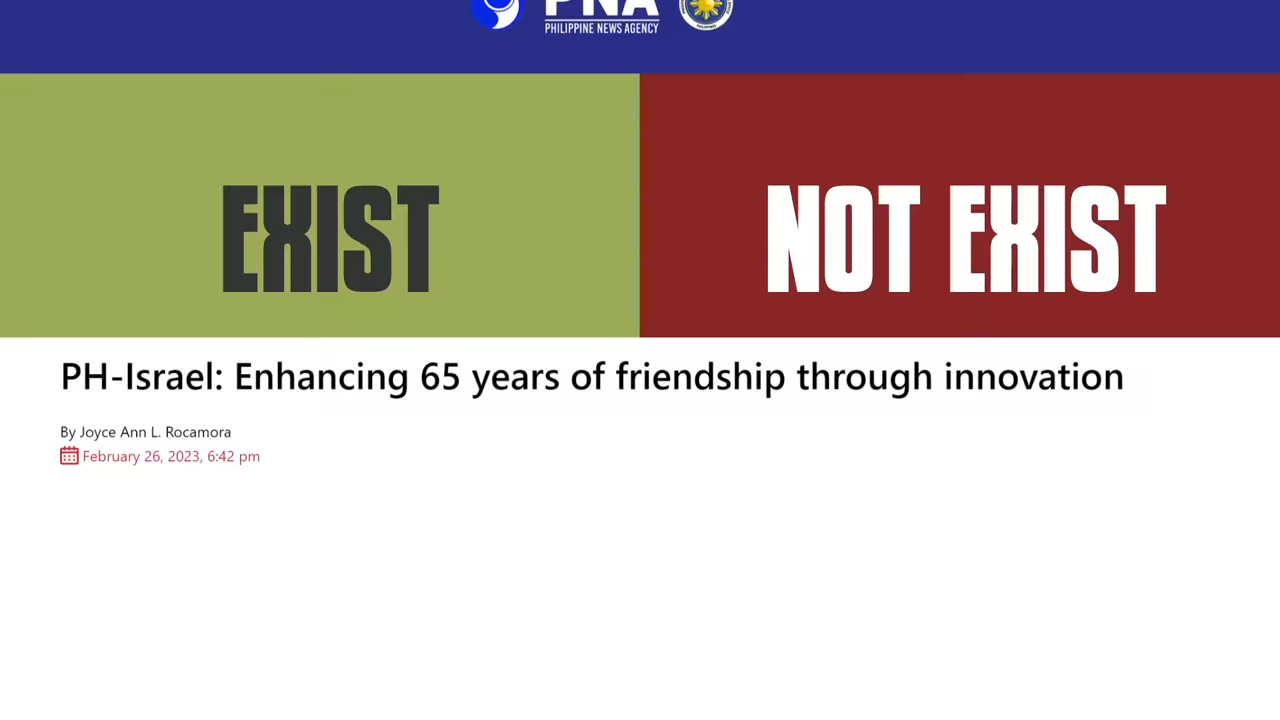 PNA
PHILIPPINE NEWS AGENCY
EXIST
NOT EXIST
PH-Israel: Enhancing 65 years of friendship through innovation
By Joyce Ann L. Rocamora
February 26, 2023, 6:42 pm